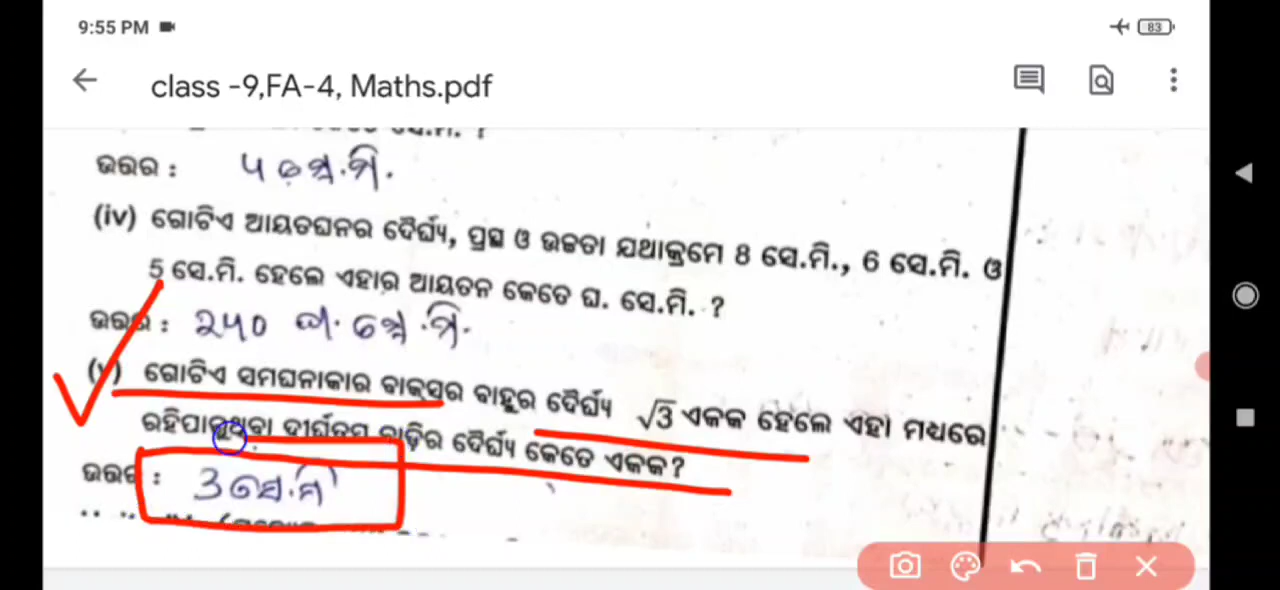 9:55 PM
83
class -9,FA-4, Maths.pdf
ଉତ୍ତର :
(iv) ଗୋଟିଏ ଆୟତଘନର ଦୈର୍ଘ୍ୟ, ପ୍ରସ୍ଥ ଓ ଉଚ୍ଚତା ଯଥାକ୍ରମେ 8 ସେ.ମି., 6 ସେ.ମି. ଓ
5 ସେ.ମି. ହେଲେ ଏହାର ଆୟତନ କେତେ ଘ. ସେ.ମି. ?
ଉତ୍ତର : ୨୪୦ ଘ. ସେ.ମି.
(v) ଗୋଟିଏ ସମଘନାକାର ବାକ୍ସର ବାହୁର ଦୈର୍ଘ୍ୟ √3 ଏକକ ହେଲେ ଏହା ମଧ୍ୟରେ
ରହିପାରୁଥିବା ଦୀର୍ଘତମ ବାଡ଼ିର ଦୈର୍ଘ୍ୟ କେତେ ଏକକ?
ଉତ୍ତର : 3 ସେ.ମି